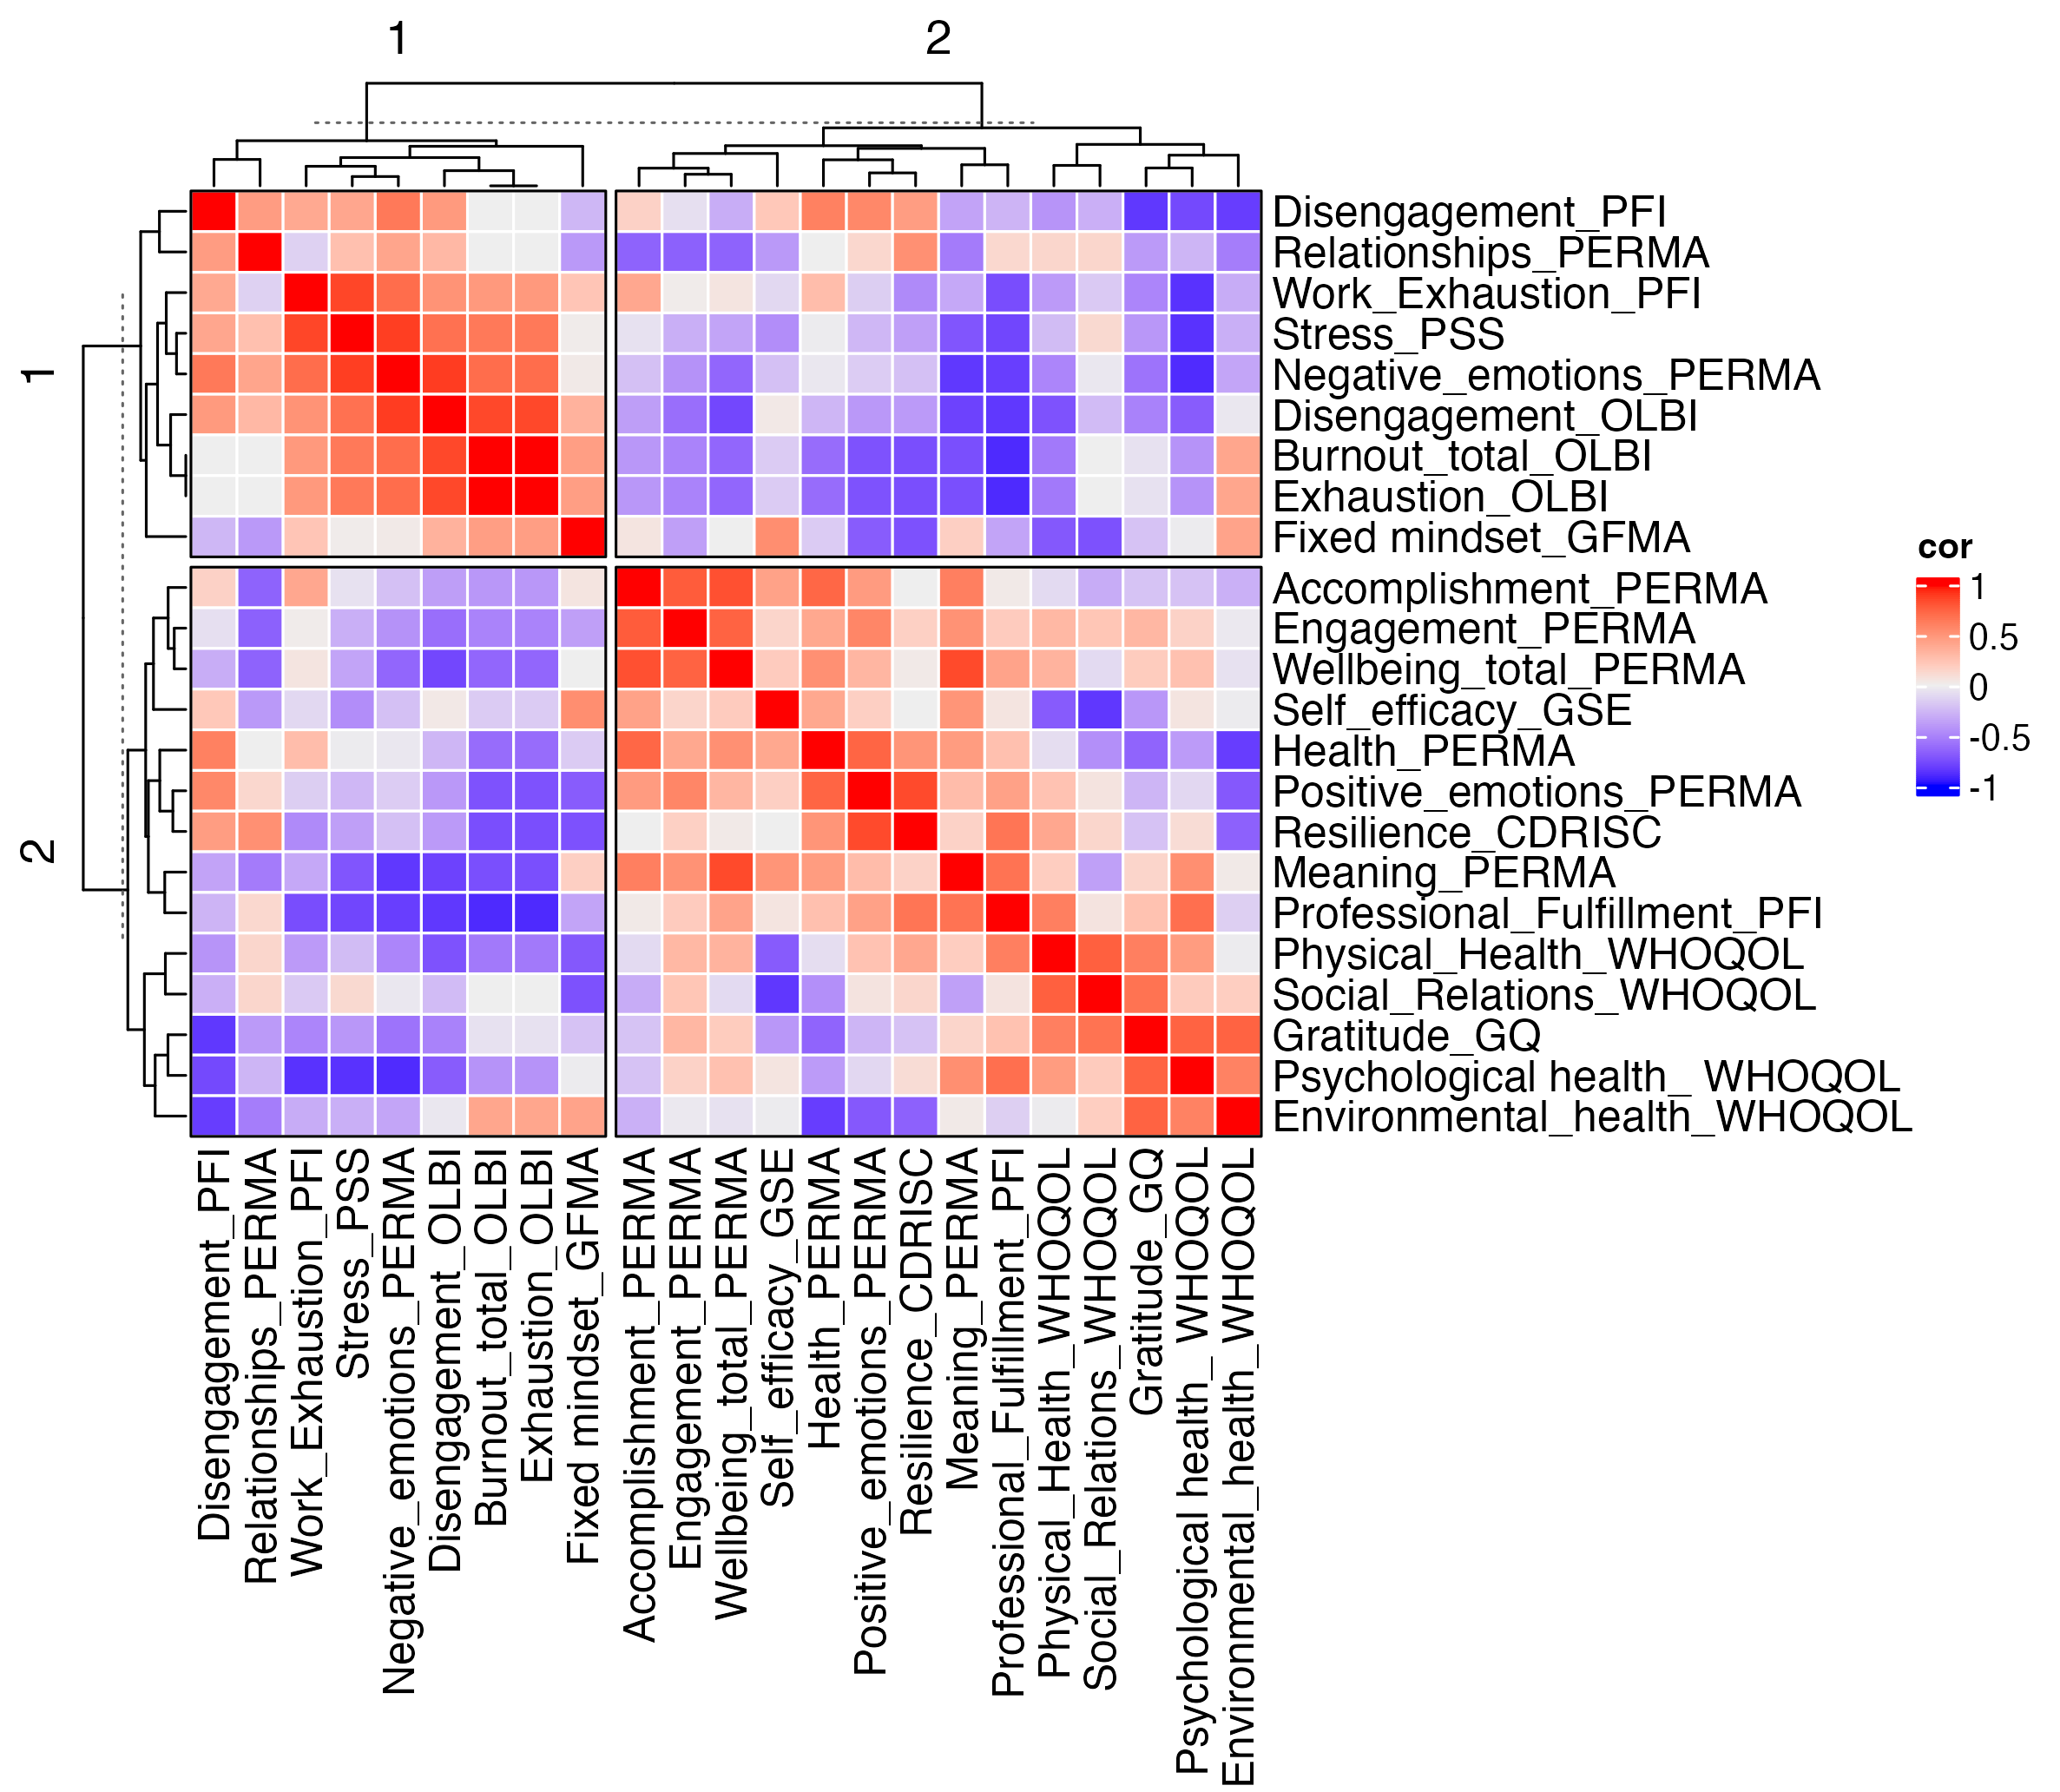 1
2
1
2
Disengagement_PFI
Relationships_PERMA
Work_Exhaustion_PFI
Stress_PSS
Negative_emotions_PERMA
Disengagement_OLBI
Burnout_total_OLBI
Exhaustion_OLBI
Fixed mindset_GFMA
Accomplishment_PERMA
Engagement_PERMA
Wellbeing_total_PERMA
Self_efficacy_GSE
Health_PERMA
Positive_emotions_PERMA
Resilience_CDRISC
Meaning_PERMA
Professional_Fulfillment_PFI
Physical_Health_WHOQOL
Social_Relations_WHOQOL
Gratitude_GQ
Psychological health_ WHOQOL
Environmental_health_WHOQOL
cor
1
0.5
0
-0.5
-1
Disengagement_PFI
Relationships_PERMA
Work_Exhaustion_PFI
Stress_PSS
Negative_emotions_PERMA
Disengagement_OLBI
Burnout_total_OLBI
Exhaustion_OLBI
Fixed mindset_GFMA
Accomplishment_PERMA
Engagement_PERMA
Wellbeing_total_PERMA
Self_efficacy_GSE
Health_PERMA
Positive_emotions_PERMA
Resilience_CDRISC
Meaning_PERMA
Professional_Fulfillment_PFI
Physical_Health_WHOQOL
Social_Relations_WHOQOL
Gratitude_GQ
Psychological health_ WHOQOL
Environmental_health_WHOQOL